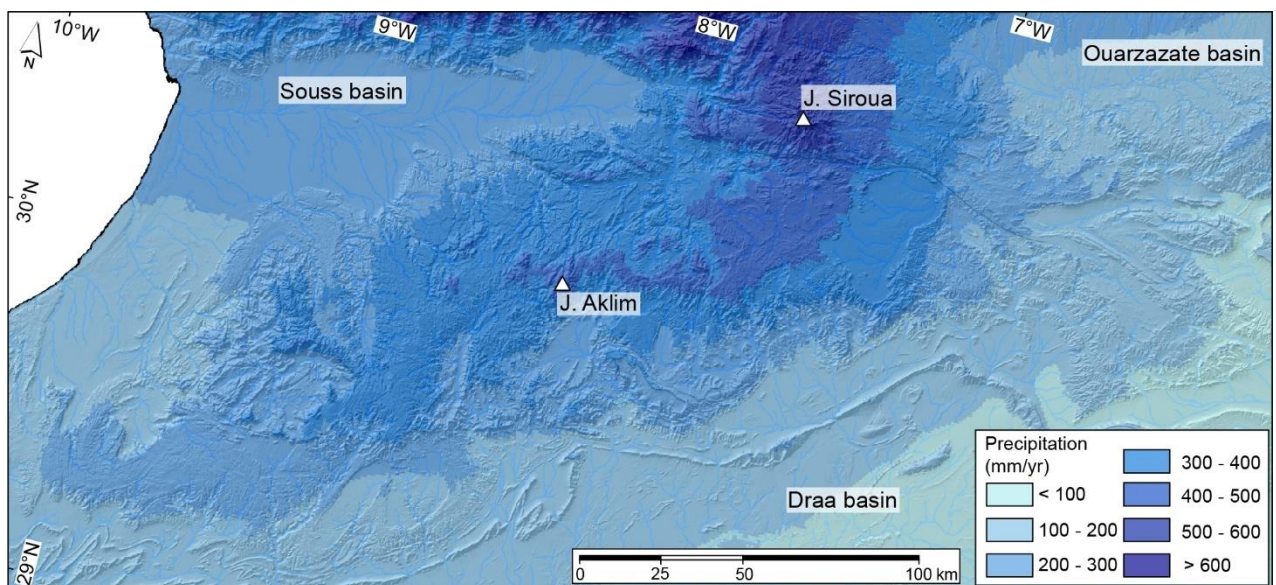 10°W
9°W
8°W
7°W
N
Ouarzazate basin
Souss basin
J. Siroua
30°N
J. Aklim
Draa basin
29°N
Precipitation
(mm/yr)
< 100
100 - 200
200 - 300
300 - 400
400 - 500
500 - 600
> 600
0 25 50 100 km